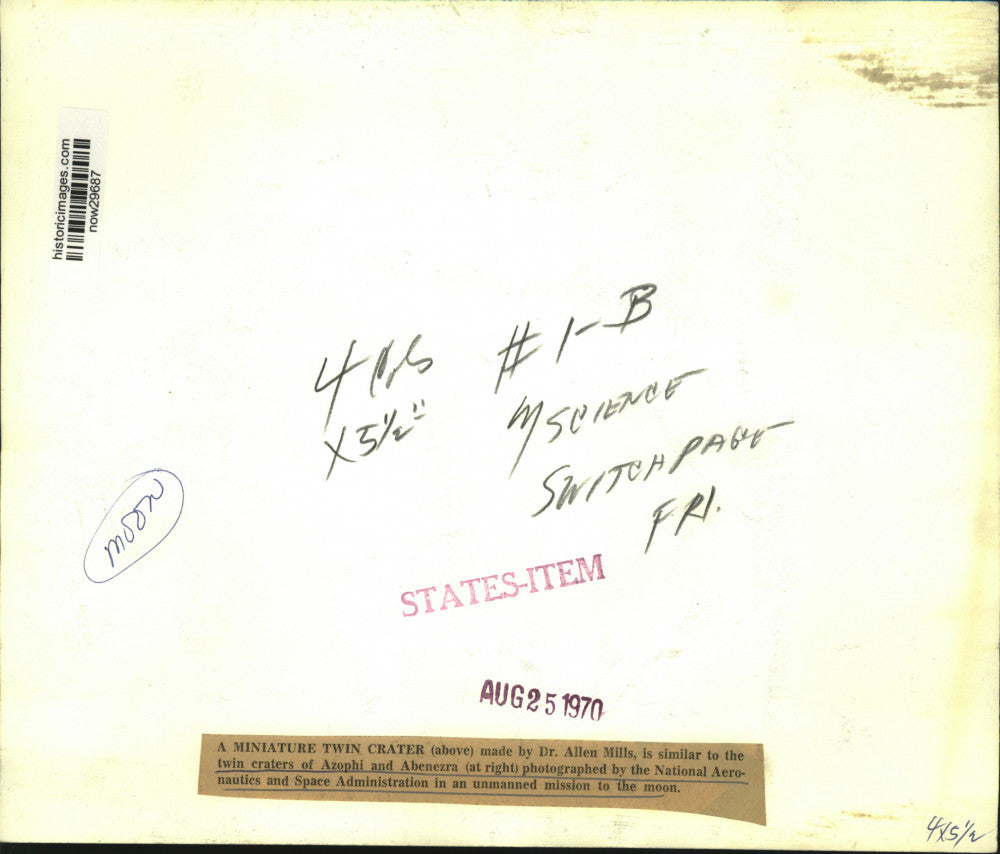 historicimages.com
now29687
4 cols
X 5½"
#1-B
SCIENCE
SWITCH PAGE
FRI.
moon
STATES-ITEM
AUG 25 1970
A MINIATURE TWIN CRATER (above) made by Dr. Allen Mills, is similar to the
twin craters of Azophi and Abenezra (at right) photographed by the National Aero-
nautics and Space Administration in an unmanned mission to the moon.
4X5½